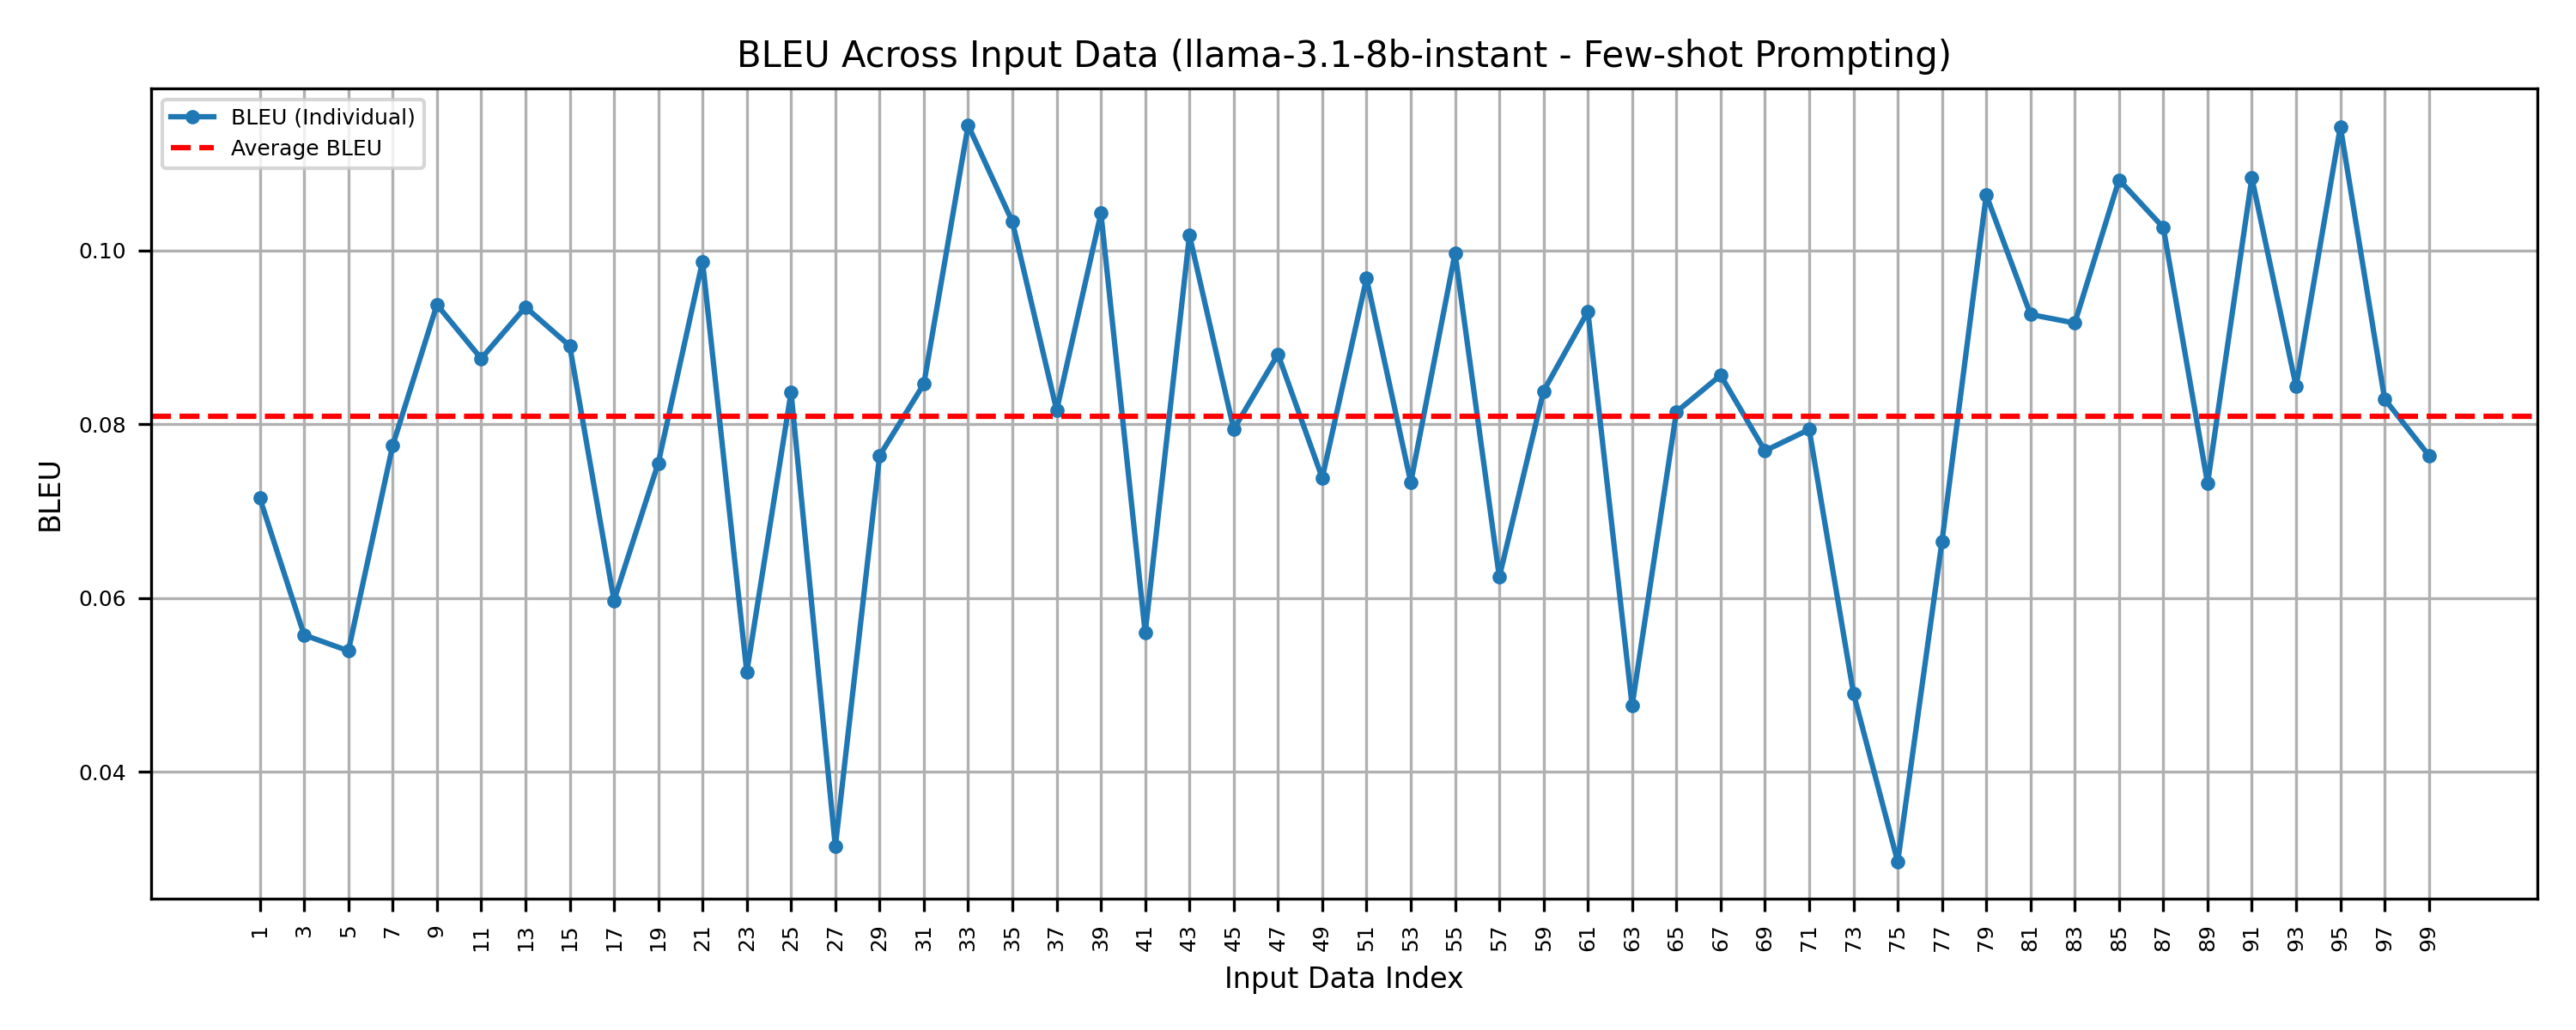 BLEU Across Input Data (llama-3.1-8b-instant - Few-shot Prompting)
BLEU (Individual)
Average BLEU
BLEU
0.10
0.08
0.06
0.04
1 3 5 7 9 11 13 15 17 19 21 23 25 27 29 31 33 35 37 39 41 43 45 47 49 51 53 55 57 59 61 63 65 67 69 71 73 75 77 79 81 83 85 87 89 91 93 95 97 99
Input Data Index